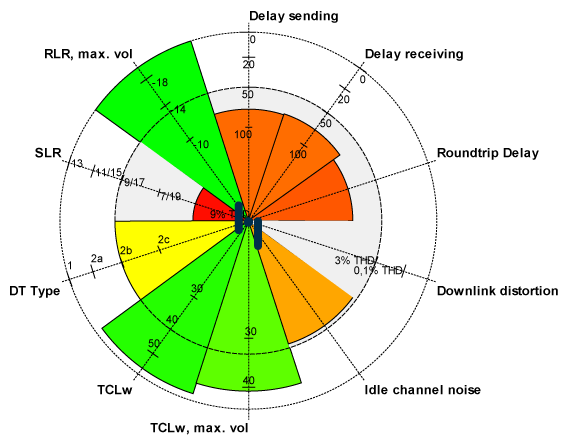 Delay sending
0
20
50
100
Delay receiving
0
20
50
100
Roundtrip Delay
Downlink distortion
3% THD
0,1% THD
Idle channel noise
TCLw, max. vol
30
40
TCLw
30
40
50
DT Type
1
2a
2b
2c
SLR
13
11/15
9/17
7/19
RLR, max. vol
-18
-14
-10
9%